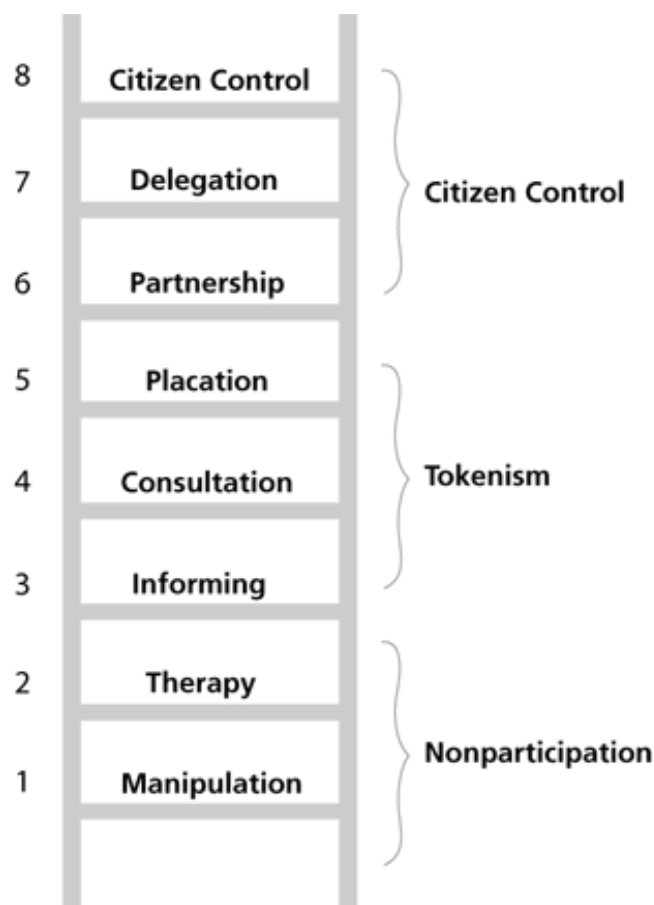 8 Citizen Control
7 Delegation
Citizen Control
6 Partnership
5 Placation
4 Consultation
Tokenism
3 Informing
2 Therapy
Nonparticipation
1 Manipulation